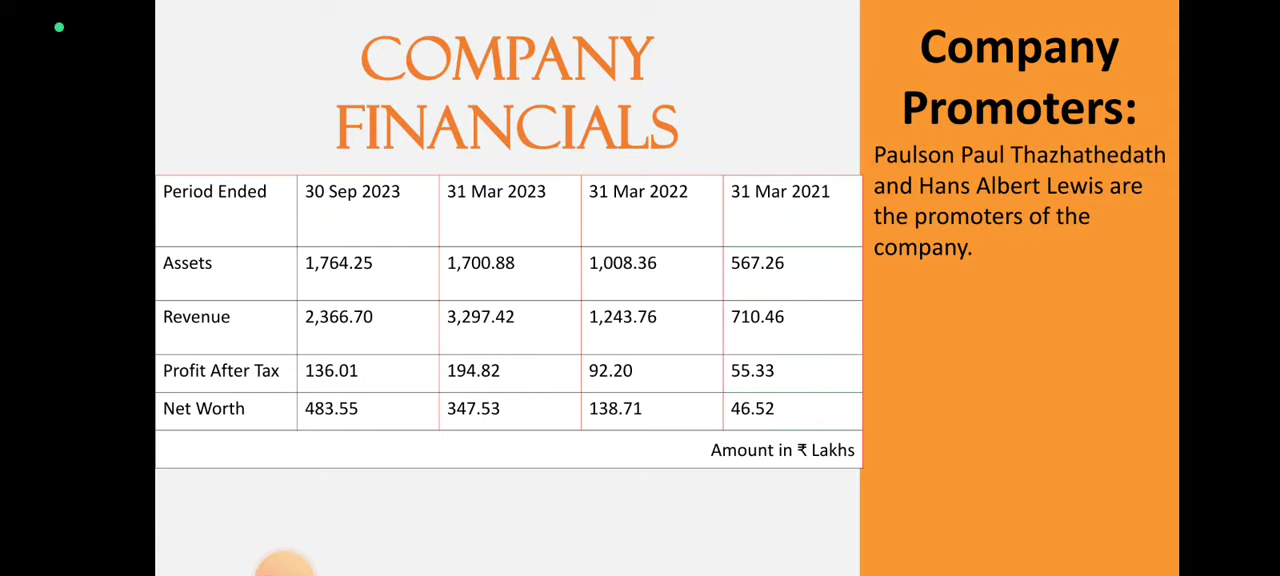 COMPANY
FINANCIALS
Period Ended 30 Sep 2023 31 Mar 2023 31 Mar 2022 31 Mar 2021
Assets 1,764.25 1,700.88 1,008.36 567.26
Revenue 2,366.70 3,297.42 1,243.76 710.46
Profit After Tax 136.01 194.82 92.20 55.33
Net Worth 483.55 347.53 138.71 46.52
Amount in ₹ Lakhs
Company
Promoters:
Paulson Paul Thazhathedath
and Hans Albert Lewis are
the promoters of the
company.